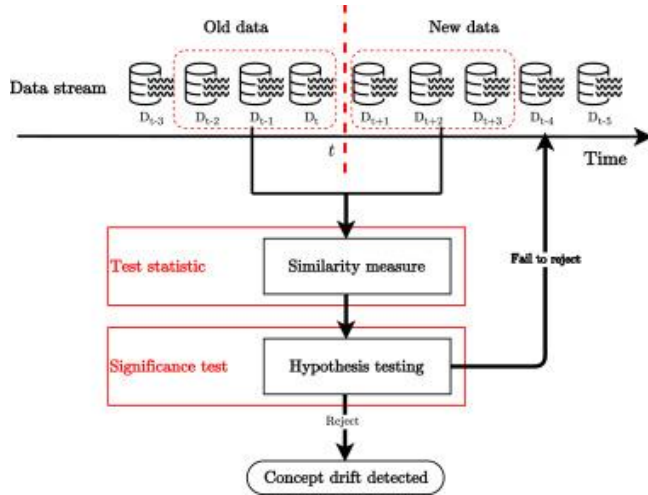 Old data
New data
Data stream
D_{t-3} D_{t-2} D_{t-1} D_t D_{t+1} D_{t+2} D_{t+3} D_{t-4} D_{t-5}
t
Time
Test statistic
Similarity measure
Fail to reject
Significance test
Hypothesis testing
Reject
Concept drift detected